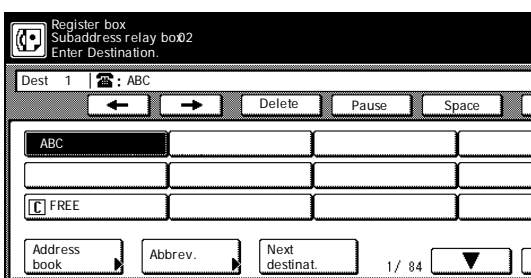 Register box
Subaddress relay box02
Enter Destination.
Dest 1 ☎: ABC
← → Delete Pause Space
ABC
C FREE
Address book Abbrev. Next destinat. 1/ 84 ▼